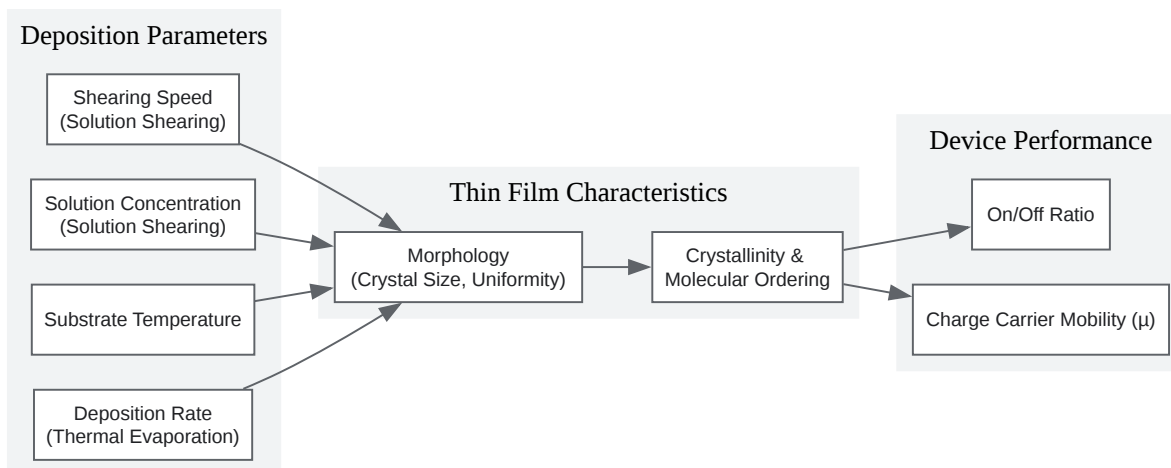 Deposition Parameters
Shearing Speed
(Solution Shearing)
Solution Concentration
(Solution Shearing)
Substrate Temperature
Deposition Rate
(Thermal Evaporation)
Thin Film Characteristics
Morphology
(Crystal Size, Uniformity)
Crystallinity &
Molecular Ordering
Device Performance
On/Off Ratio
Charge Carrier Mobility (μ)